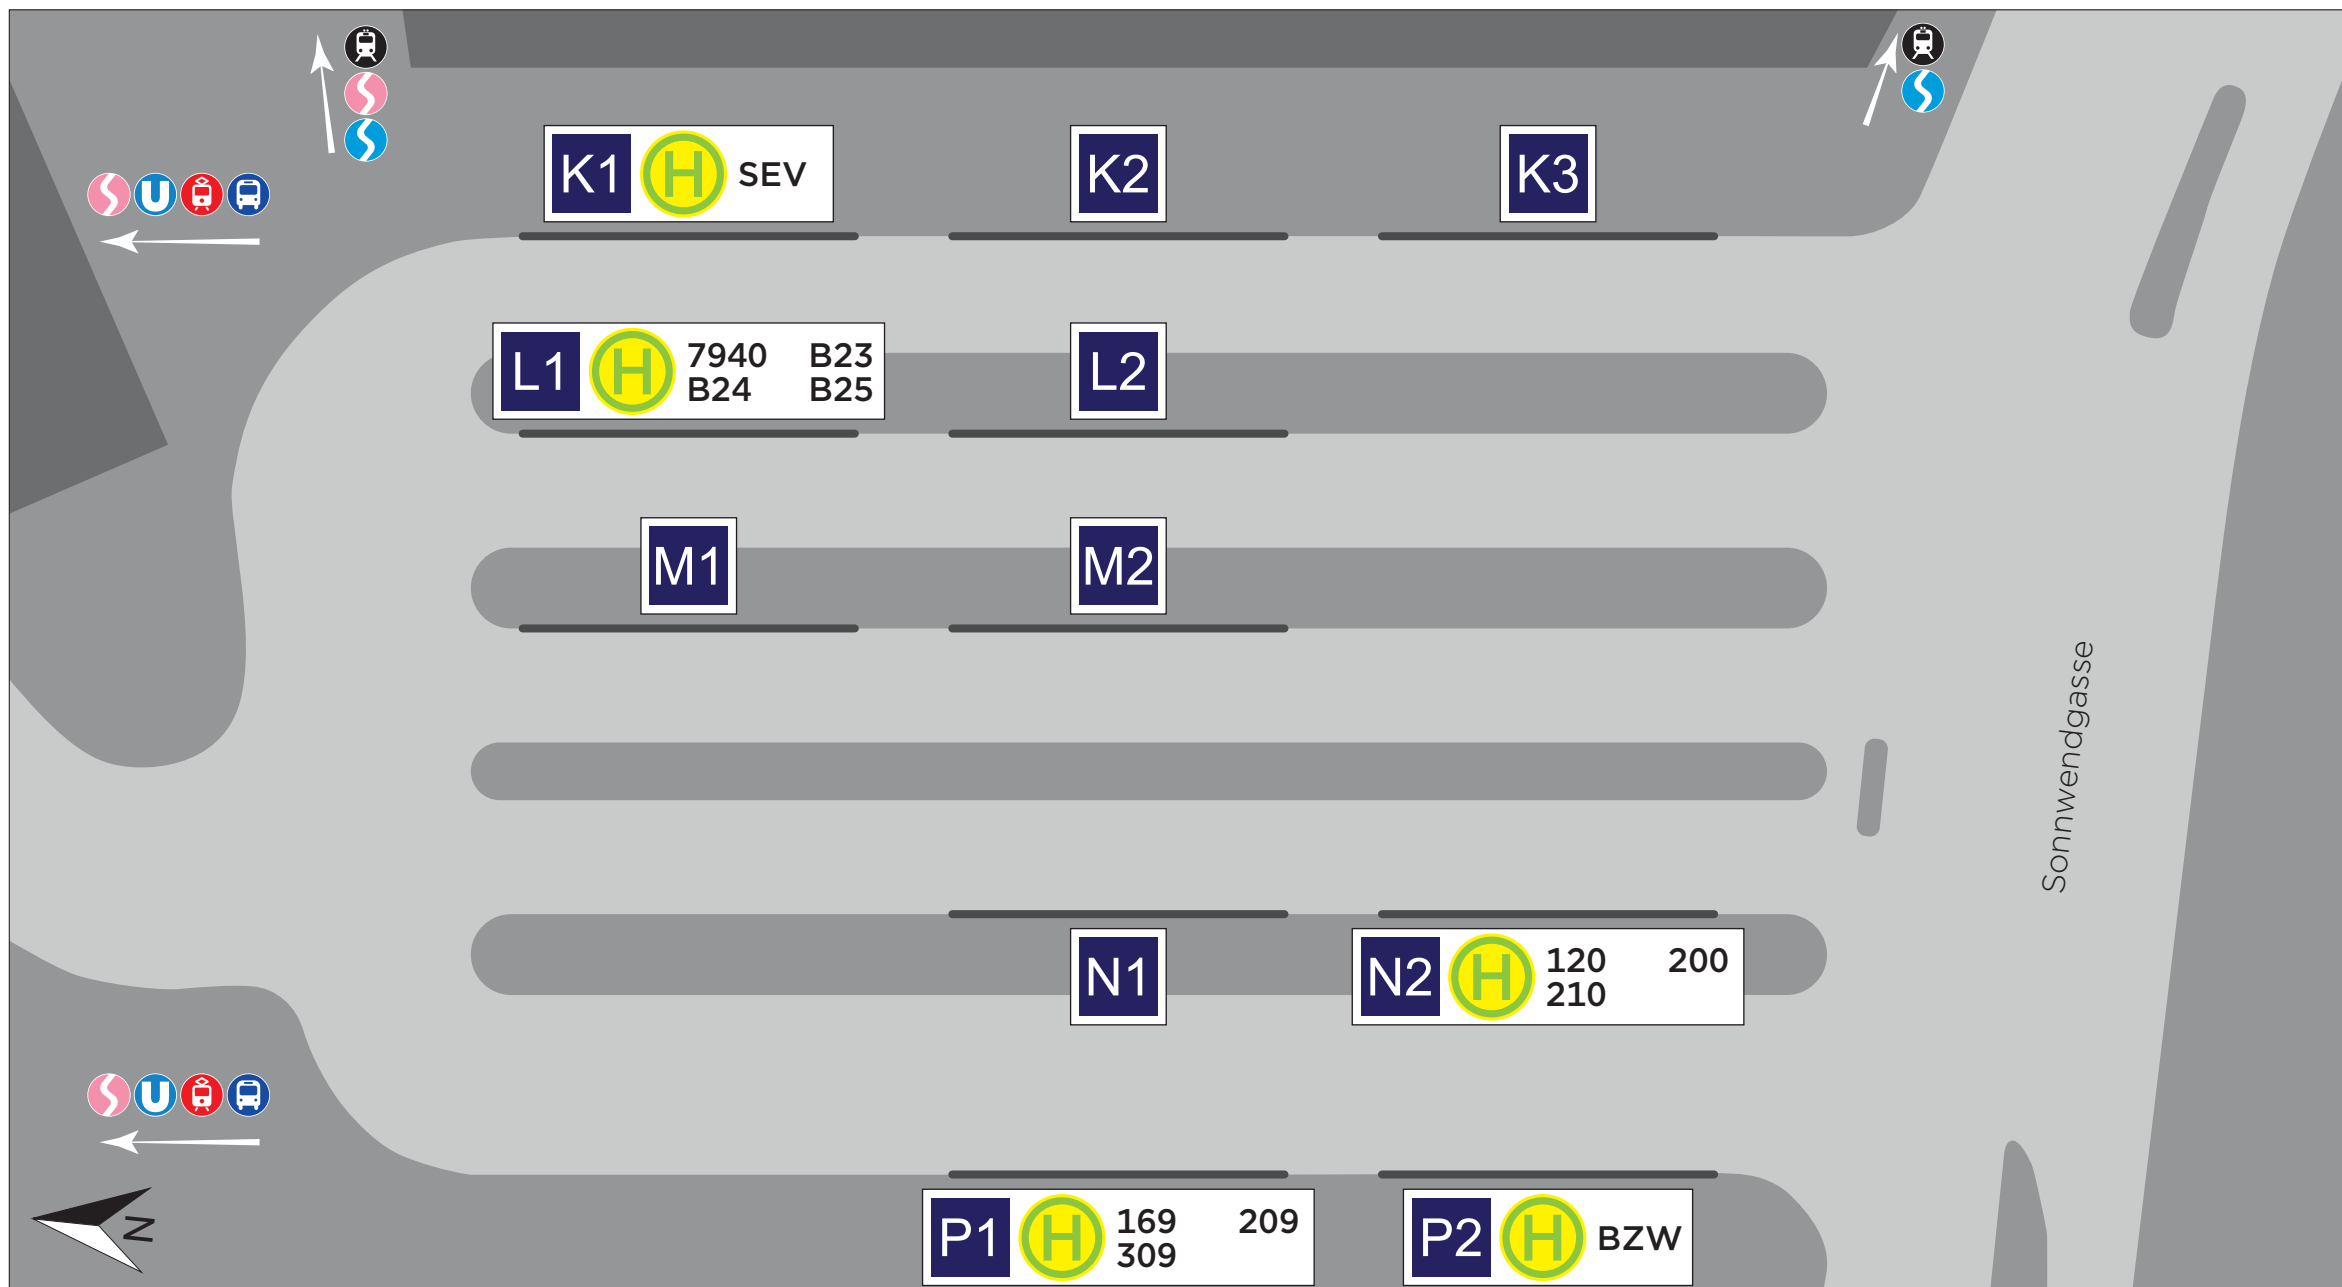 K1 H SEV
K2
K3
U
L1 H 7940 B23
B24 B25
L2
M1
M2
Sonnwendgasse
N1
N2 H 120 200
210
U
P1 H 169 209
309
P2 H BZW
N